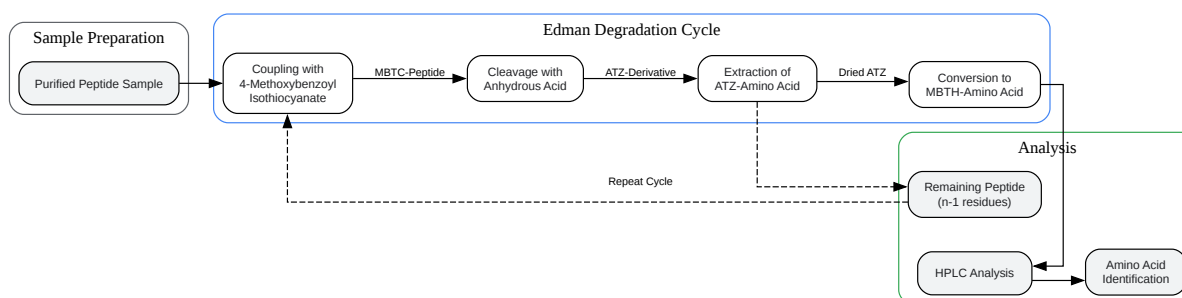 Sample Preparation
Purified Peptide Sample
Edman Degradation Cycle
Coupling with
4-Methoxybenzoyl
Isothiocyanate
MBTC-Peptide
Cleavage with
Anhydrous Acid
ATZ-Derivative
Extraction of
ATZ-Amino Acid
Dried ATZ
Conversion to
MBTH-Amino Acid
Repeat Cycle
Analysis
Remaining Peptide
(n-1 residues)
HPLC Analysis
Amino Acid
Identification